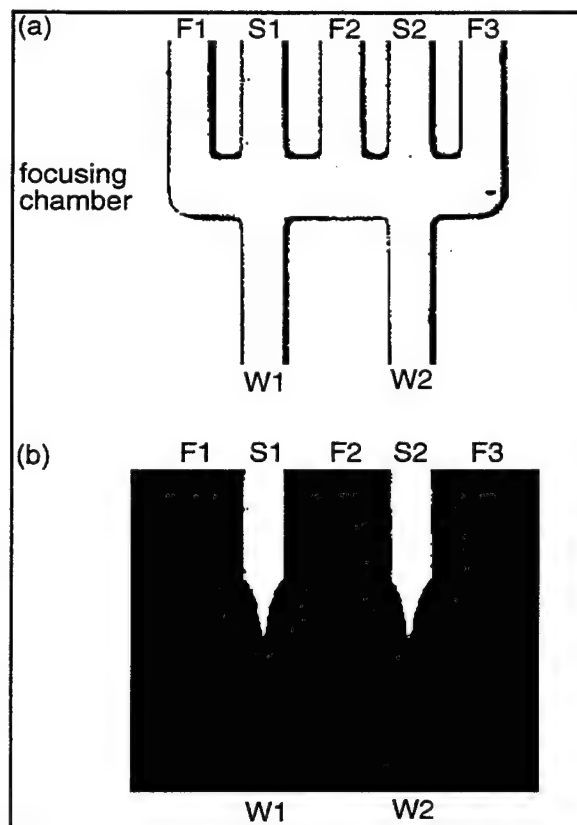 (a) F1 S1 F2 S2 F3
focusing
chamber
W1 W2
(b) F1 S1 F2 S2 F3
W1 W2